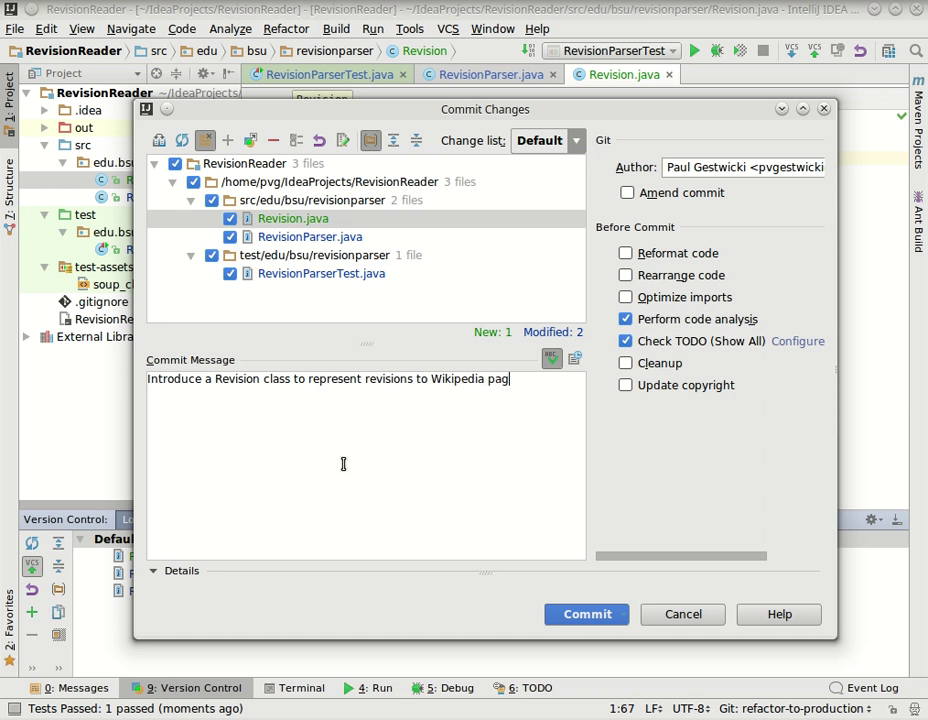 RevisionReader - [~/IdeaProjects/RevisionReader] - [RevisionReader] - ~/IdeaProjects/RevisionReader/src/edu/bsu/revisionparser/Revision.java - IntelliJ IDEA ...
File Edit View Navigate Code Analyze Refactor Build Run Tools VCS Window Help
RevisionReader src edu bsu revisionparser Revision RevisionParserTest
Project RevisionParserTest.java RevisionParser.java Revision.java
1: Project
7: Structure
2: Favorites
RevisionReader ~/IdeaProjects/
.idea
out
src
edu.bsu
test
edu.bsu
test-assets
soup_cl
.gitignore
RevisionRe
External Libra
Revision
Commit Changes
Change list: Default
RevisionReader 3 files
/home/pvg/IdeaProjects/RevisionReader 3 files
src/edu/bsu/revisionparser 2 files
Revision.java
RevisionParser.java
test/edu/bsu/revisionparser 1 file
RevisionParserTest.java
New: 1 Modified: 2
Commit Message
Introduce a Revision class to represent revisions to Wikipedia pag
Details
Git
Author: Paul Gestwicki <pvgestwicki
Amend commit
Before Commit
Reformat code
Rearrange code
Optimize imports
Perform code analysis
Check TODO (Show All) Configure
Cleanup
Update copyright
Commit Cancel Help
Maven Projects
Ant Build
Version Control: Lo
Defaul
0: Messages 9: Version Control Terminal 4: Run 5: Debug 6: TODO Event Log
Tests Passed: 1 passed (moments ago) 1:67 LF UTF-8 Git: refactor-to-production